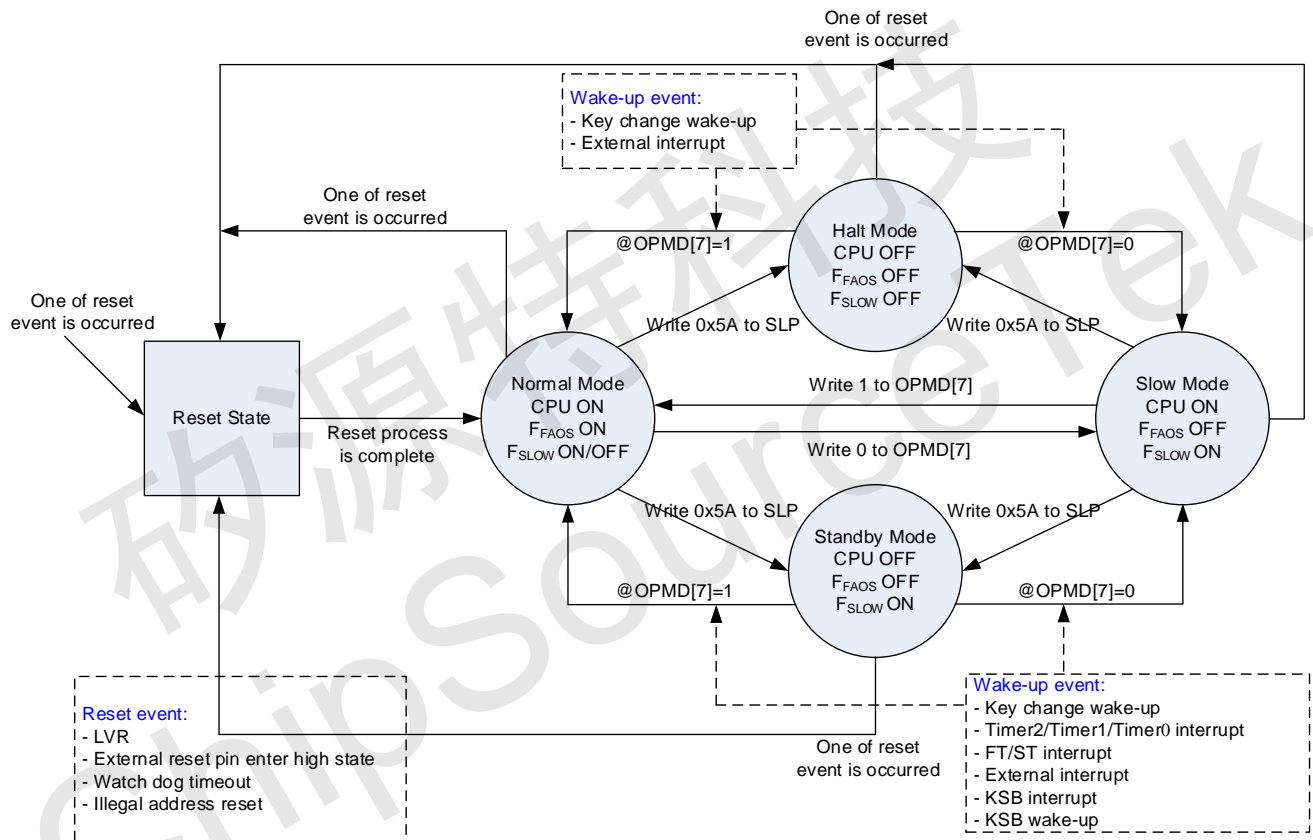 One of reset
event is occurred
Wake-up event:
- Key change wake-up
- External interrupt
One of reset
event is occurred
@OPMD[7]=1
Halt Mode
CPU OFF
FFAOS OFF
FSLOW OFF
@OPMD[7]=0
One of reset
event is occurred
Write 0x5A to SLP
Write 0x5A to SLP
Reset State
Reset process
is complete
Normal Mode
CPU ON
FFAOS ON
FSLOW ON/OFF
Write 1 to OPMD[7]
Write 0 to OPMD[7]
Slow Mode
CPU ON
FFAOS OFF
FSLOW ON
Write 0x5A to SLP
Write 0x5A to SLP
Standby Mode
CPU OFF
FFAOS OFF
FSLOW ON
@OPMD[7]=1
@OPMD[7]=0
Reset event:
- LVR
- External reset pin enter high state
- Watch dog timeout
- Illegal address reset
One of reset
event is occurred
Wake-up event:
- Key change wake-up
- Timer2/Timer1/Timer0 interrupt
- FT/ST interrupt
- External interrupt
- KSB interrupt
- KSB wake-up
矽源特科技
ChipSourceTek